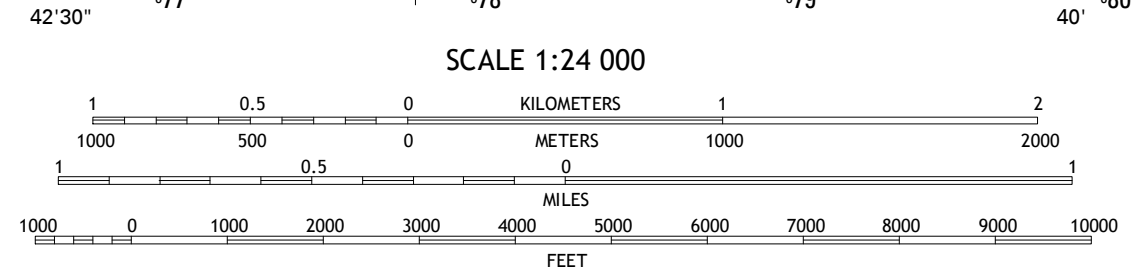 42'30"
40'
SCALE 1:24 000
1 0.5 0 KILOMETERS 1 2
1000 500 0 METERS 1000 2000
1 0.5 0 1
MILES
1000 0 1000 2000 3000 4000 5000 6000 7000 8000 9000 10000
FEET